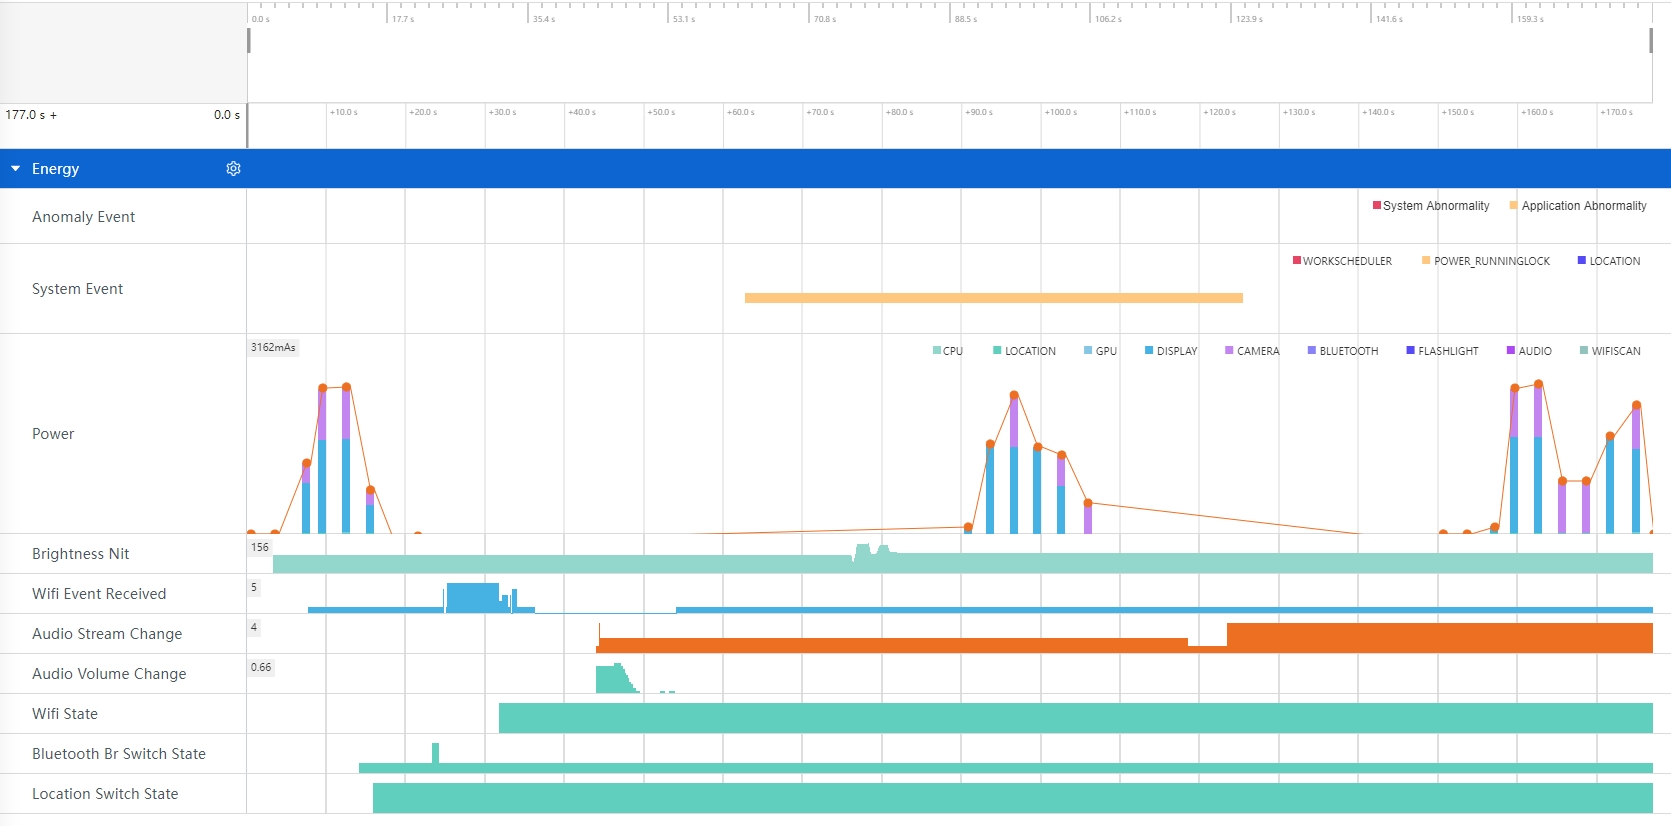 0.0 s 17.7 s 35.4 s 53.1 s 70.8 s 88.5 s 106.2 s 123.9 s 141.6 s 159.3 s
177.0 s + 0.0 s +10.0 s +20.0 s +30.0 s +40.0 s +50.0 s +60.0 s +70.0 s +80.0 s +90.0 s +100.0 s +110.0 s +120.0 s +130.0 s +140.0 s +150.0 s +160.0 s +170.0 s
Energy
Anomaly Event System Abnormality Application Abnormality
WORKSCHEDULER POWER_RUNNINGLOCK LOCATION
System Event
3162mAs CPU LOCATION GPU DISPLAY CAMERA BLUETOOTH FLASHLIGHT AUDIO WIFISCAN
Power
Brightness Nit 156
Wifi Event Received 5
Audio Stream Change 4
Audio Volume Change 0.66
Wifi State
Bluetooth Br Switch State
Location Switch State